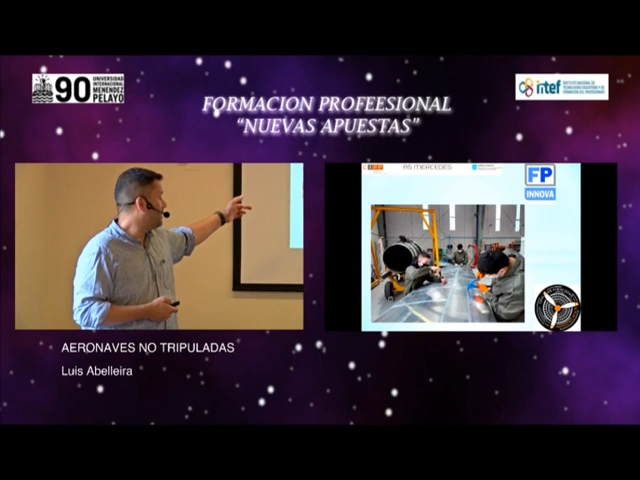 90
UNIVERSIDAD
INTERNACIONAL
MENENDEZ
PELAYO
intef
FORMACION PROFEESIONAL
“NUEVAS APUESTAS”
AS MERCEDES
FP
INNOVA
AERONAVES NO TRIPULADAS
Luis Abelleira